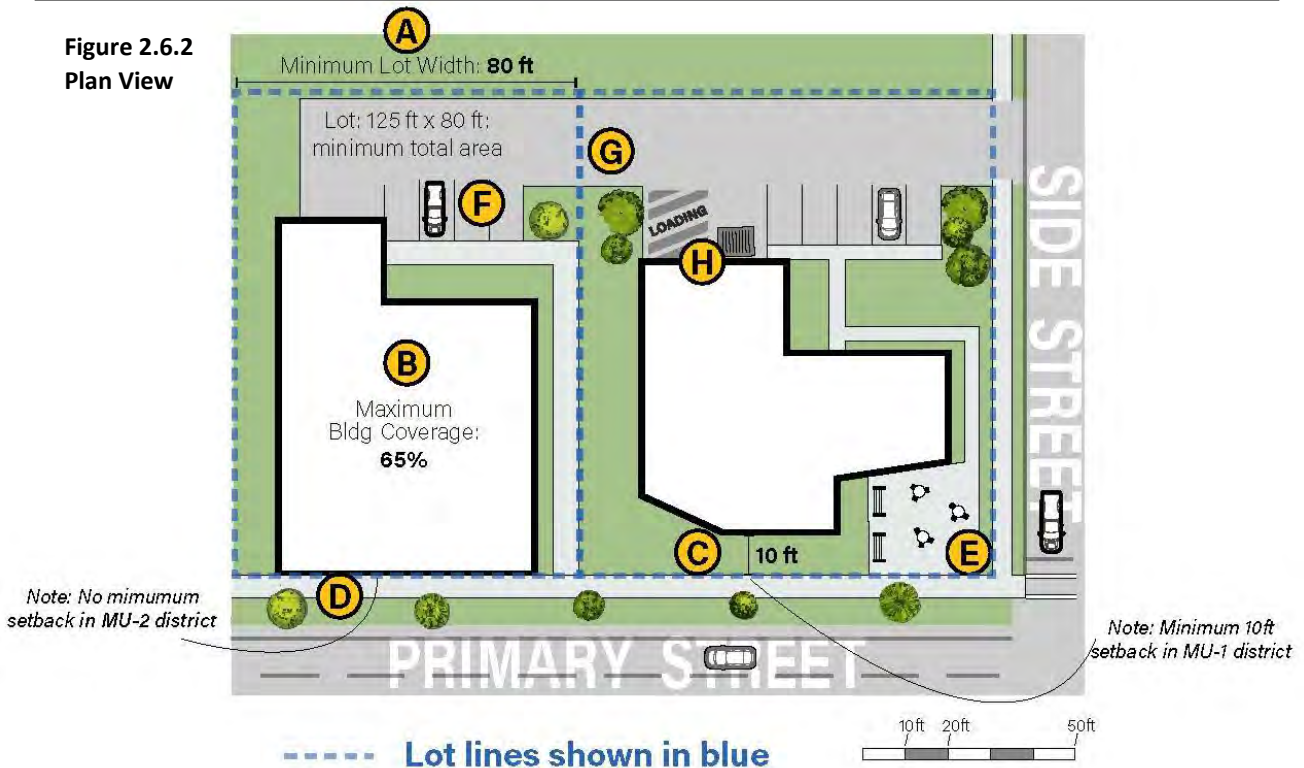 Figure 2.6.2
Plan View
A
Minimum Lot Width: 80 ft
Lot: 125 ft x 80 ft:
minimum total area
G
F
LOADING
H
SIDE STREET
B
Maximum
Bldg Coverage:
65%
C
10 ft
E
D
Note: No mimumum
setback in MU-2 district
Note: Minimum 10ft
setback in MU-1 district
PRIMARY STREET
Lot lines shown in blue
10ft 20ft 50ft